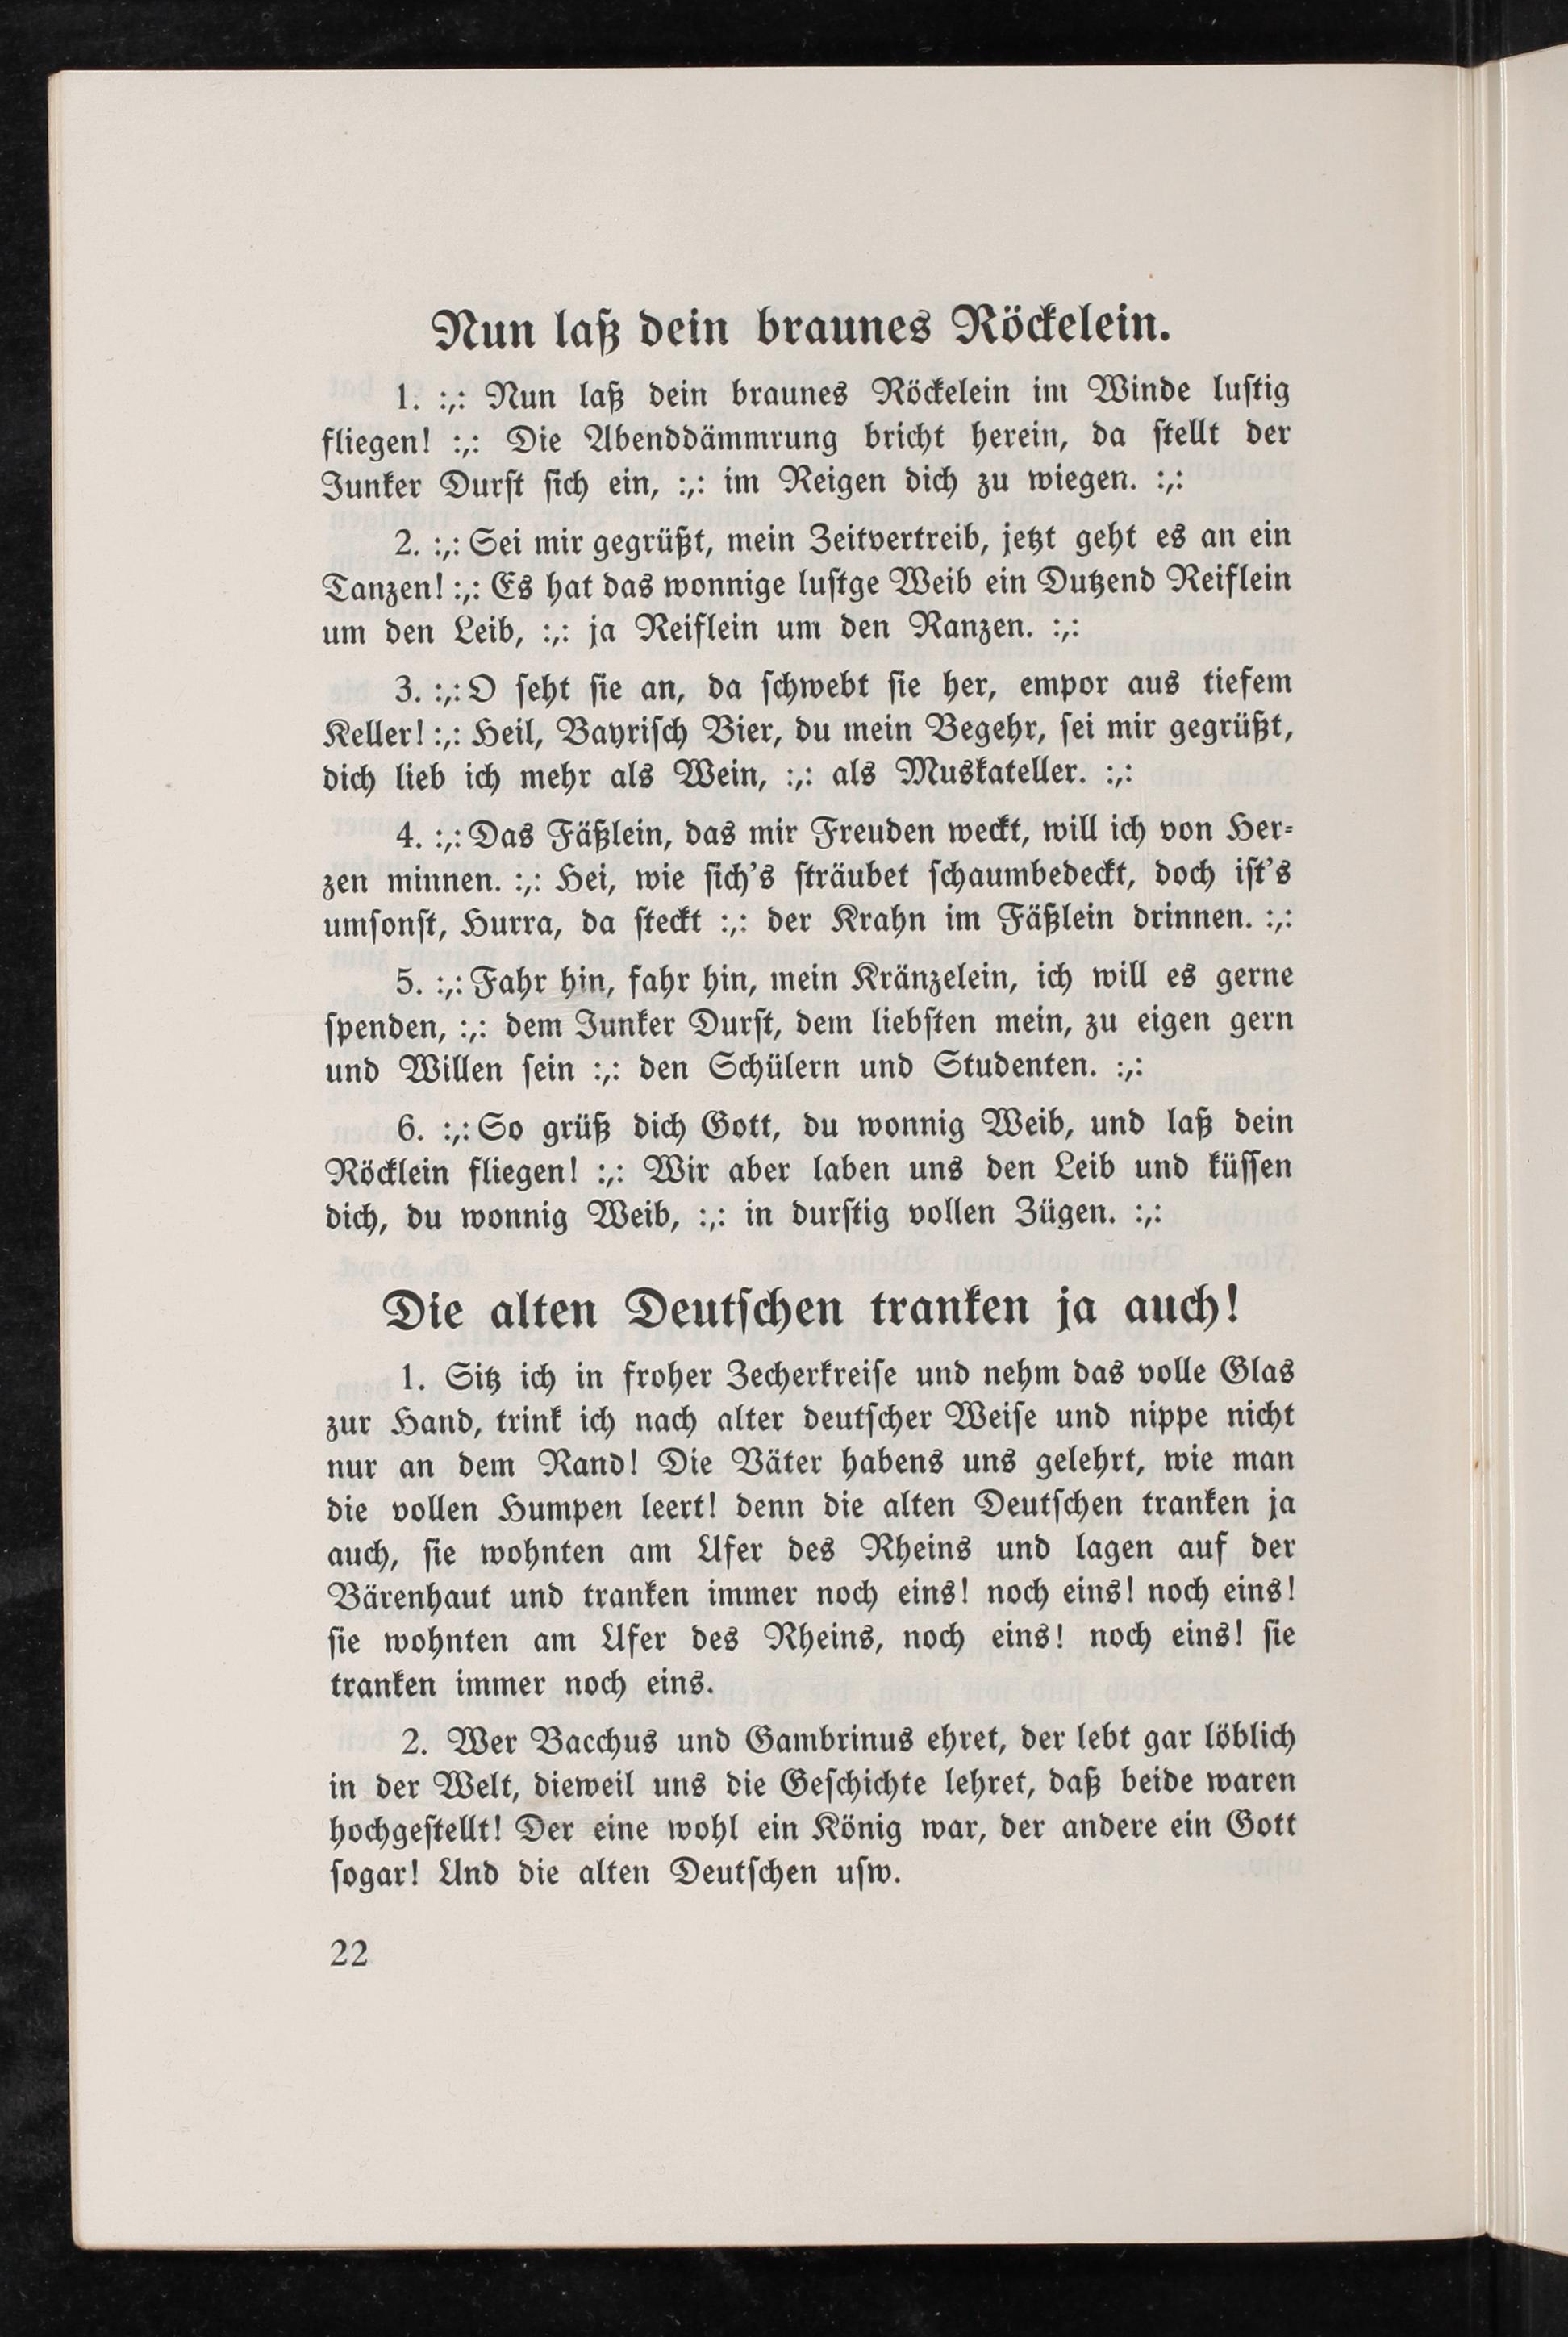 Nun laß dein braunes Röckelein.
1. :,: Nun laß dein braunes Röckelein im Winde luſtig
fliegen! :,: Die Abenddämmrung bricht herein, da ſtellt der
Junker Durſt ſich ein, :,: im Reigen dich zu wiegen. :,:
2. :,: Sei mir gegrüßt, mein Zeitvertreib, jetzt geht es an ein
Tanzen! :,: Es hat das wonnige luſtge Weib ein Dutzend Reiflein
um den Leib, :,: ja Reiflein um den Ranzen. :,:
3. :,: O ſeht ſie an, da ſchwebt ſie her, empor aus tiefem
Keller! :,: Heil, Bayriſch Bier, du mein Begehr, ſei mir gegrüßt,
dich lieb ich mehr als Wein, :,: als Muskateller. :,:
4. :,: Das Fäßlein, das mir Freuden weckt, will ich von Her-
zen minnen. :,: Hei, wie ſich's ſträubet ſchaumbedeckt, doch iſt's
umſonſt, Hurra, da ſteckt :,: der Krahn im Fäßlein drinnen. :,:
5. :,: Fahr hin, fahr hin, mein Kränzelein, ich will es gerne
ſpenden, :,: dem Junker Durſt, dem liebſten mein, zu eigen gern
und Willen ſein :,: den Schülern und Studenten. :,:
6. :,: So grüß dich Gott, du wonnig Weib, und laß dein
Röcklein fliegen! :,: Wir aber laben uns den Leib und küſſen
dich, du wonnig Weib, :,: in durſtig vollen Zügen. :,:
Die alten Deutſchen tranken ja auch!
1. Sitz ich in froher Zecherkreiſe und nehm das volle Glas
zur Hand, trink ich nach alter deutſcher Weiſe und nippe nicht
nur an dem Rand! Die Väter habens uns gelehrt, wie man
die vollen Humpen leert! denn die alten Deutſchen tranken ja
auch, ſie wohnten am Ufer des Rheins und lagen auf der
Bärenhaut und tranken immer noch eins! noch eins! noch eins!
ſie wohnten am Ufer des Rheins, noch eins! noch eins! ſie
tranken immer noch eins.
2. Wer Bacchus und Gambrinus ehret, der lebt gar löblich
in der Welt, dieweil uns die Geſchichte lehret, daß beide waren
hochgeſtellt! Der eine wohl ein König war, der andere ein Gott
ſogar! Und die alten Deutſchen uſw.
22